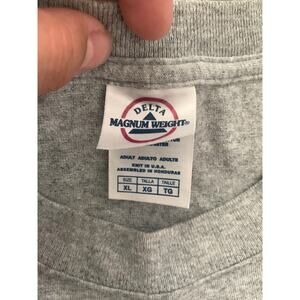 DELTA
MAGNUM WEIGHT
ADULT ADULTO ADULTE
KNIT IN U.S.A.
ASSEMBLED IN HONDURAS
SIZE TALLA TAILLE
XL XG TG